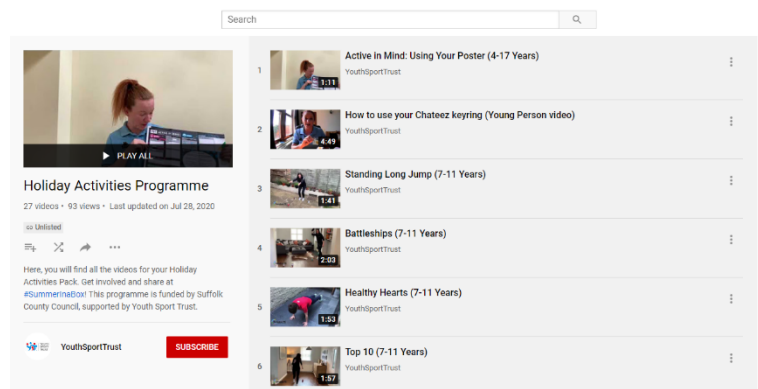 Search
PLAY ALL
Holiday Activities Programme
27 videos • 93 views • Last updated on Jul 28, 2020
Unlisted
Here, you will find all the videos for your Holiday
Activities Pack. Get involved and share at
#SummerinaBox! This programme is funded by Suffolk
County Council, supported by Youth Sport Trust.
YouthSportTrust
SUBSCRIBE
1
1:11
Active in Mind: Using Your Poster (4-17 Years)
YouthSportTrust
2
4:49
How to use your Chateez keyring (Young Person video)
YouthSportTrust
3
1:41
Standing Long Jump (7-11 Years)
YouthSportTrust
4
2:03
Battleships (7-11 Years)
YouthSportTrust
5
1:53
Healthy Hearts (7-11 Years)
YouthSportTrust
6
1:57
Top 10 (7-11 Years)
YouthSportTrust